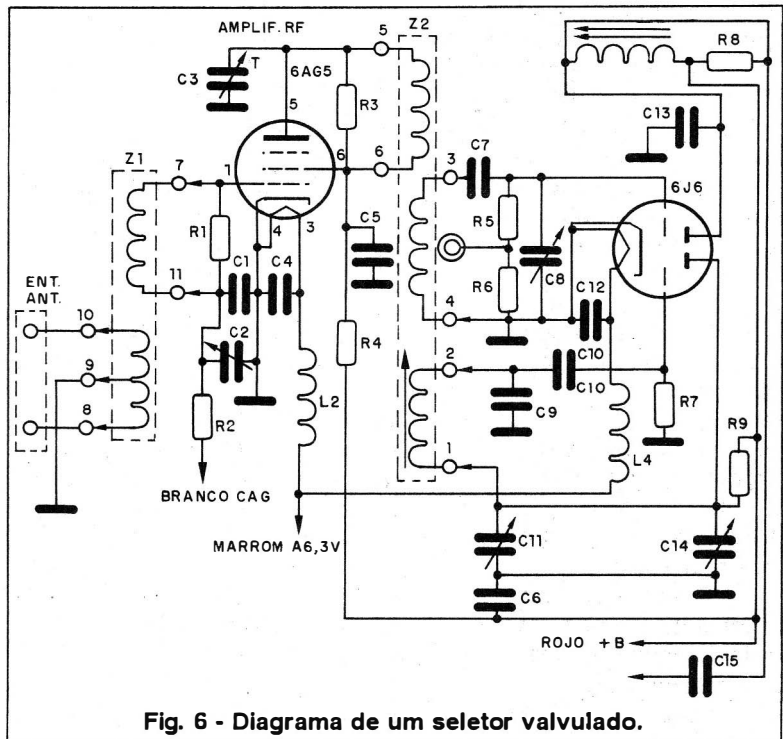 AMPLIF. RF
Z2
5
C3
T
6AG5
5
R3
R8
C13
Z1
7
1
6
6
3
C7
6J6
R1
4
3
C5
R5
C8
ENT.
ANT.
11
C1
C4
R6
C12
10
4
C2
R4
2
C10
C10
9
L2
C9
R7
R2
8
L4
R9
1
BRANCO CAG
MARROM A6,3V
C11
C14
C6
ROJO +B
C15
Fig. 6 - Diagrama de um seletor valvulado.